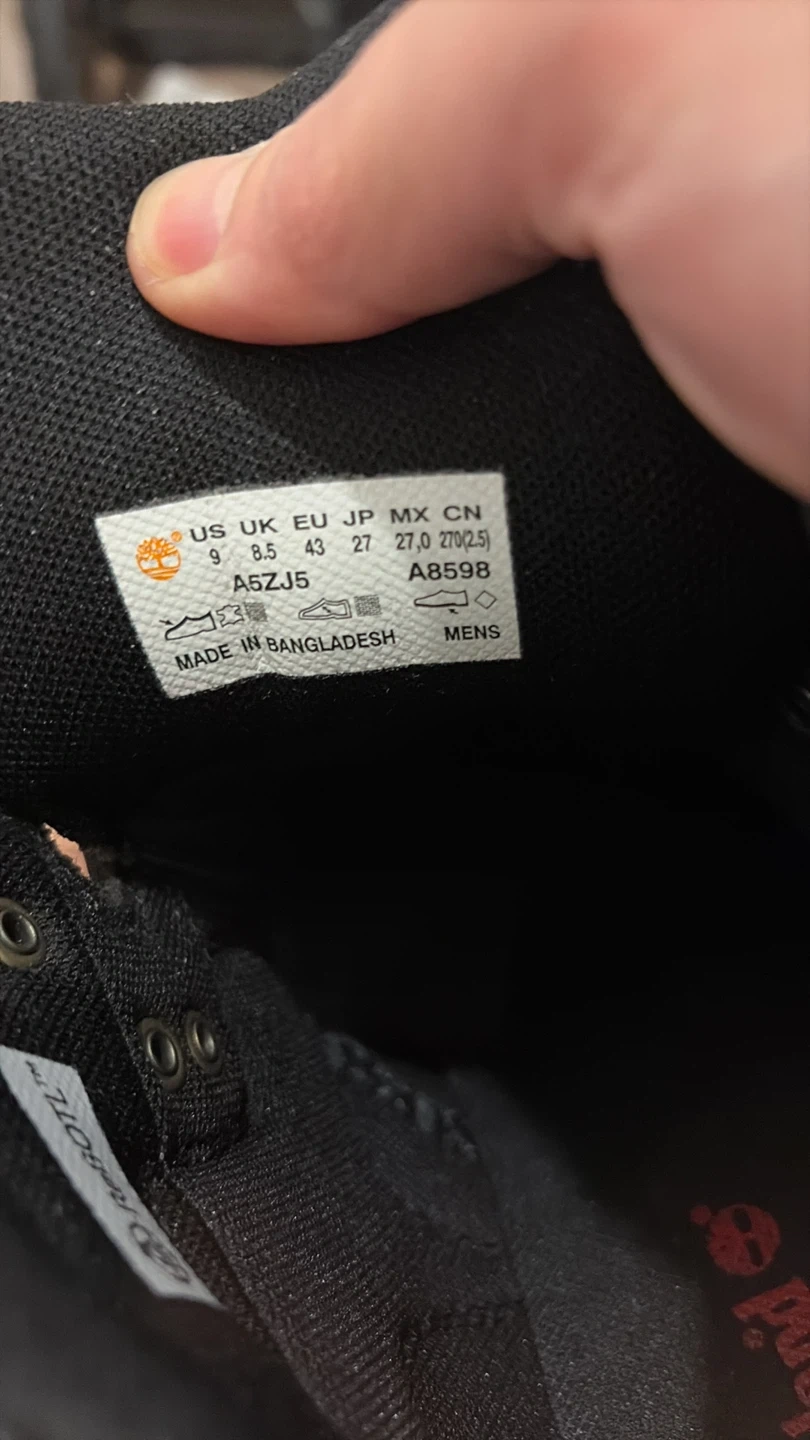 US UK EU JP MX CN
9 8.5 43 27 27,0 270(2.5)
A5ZJ5 A8598
MADE IN BANGLADESH MENS
ReBOTL™